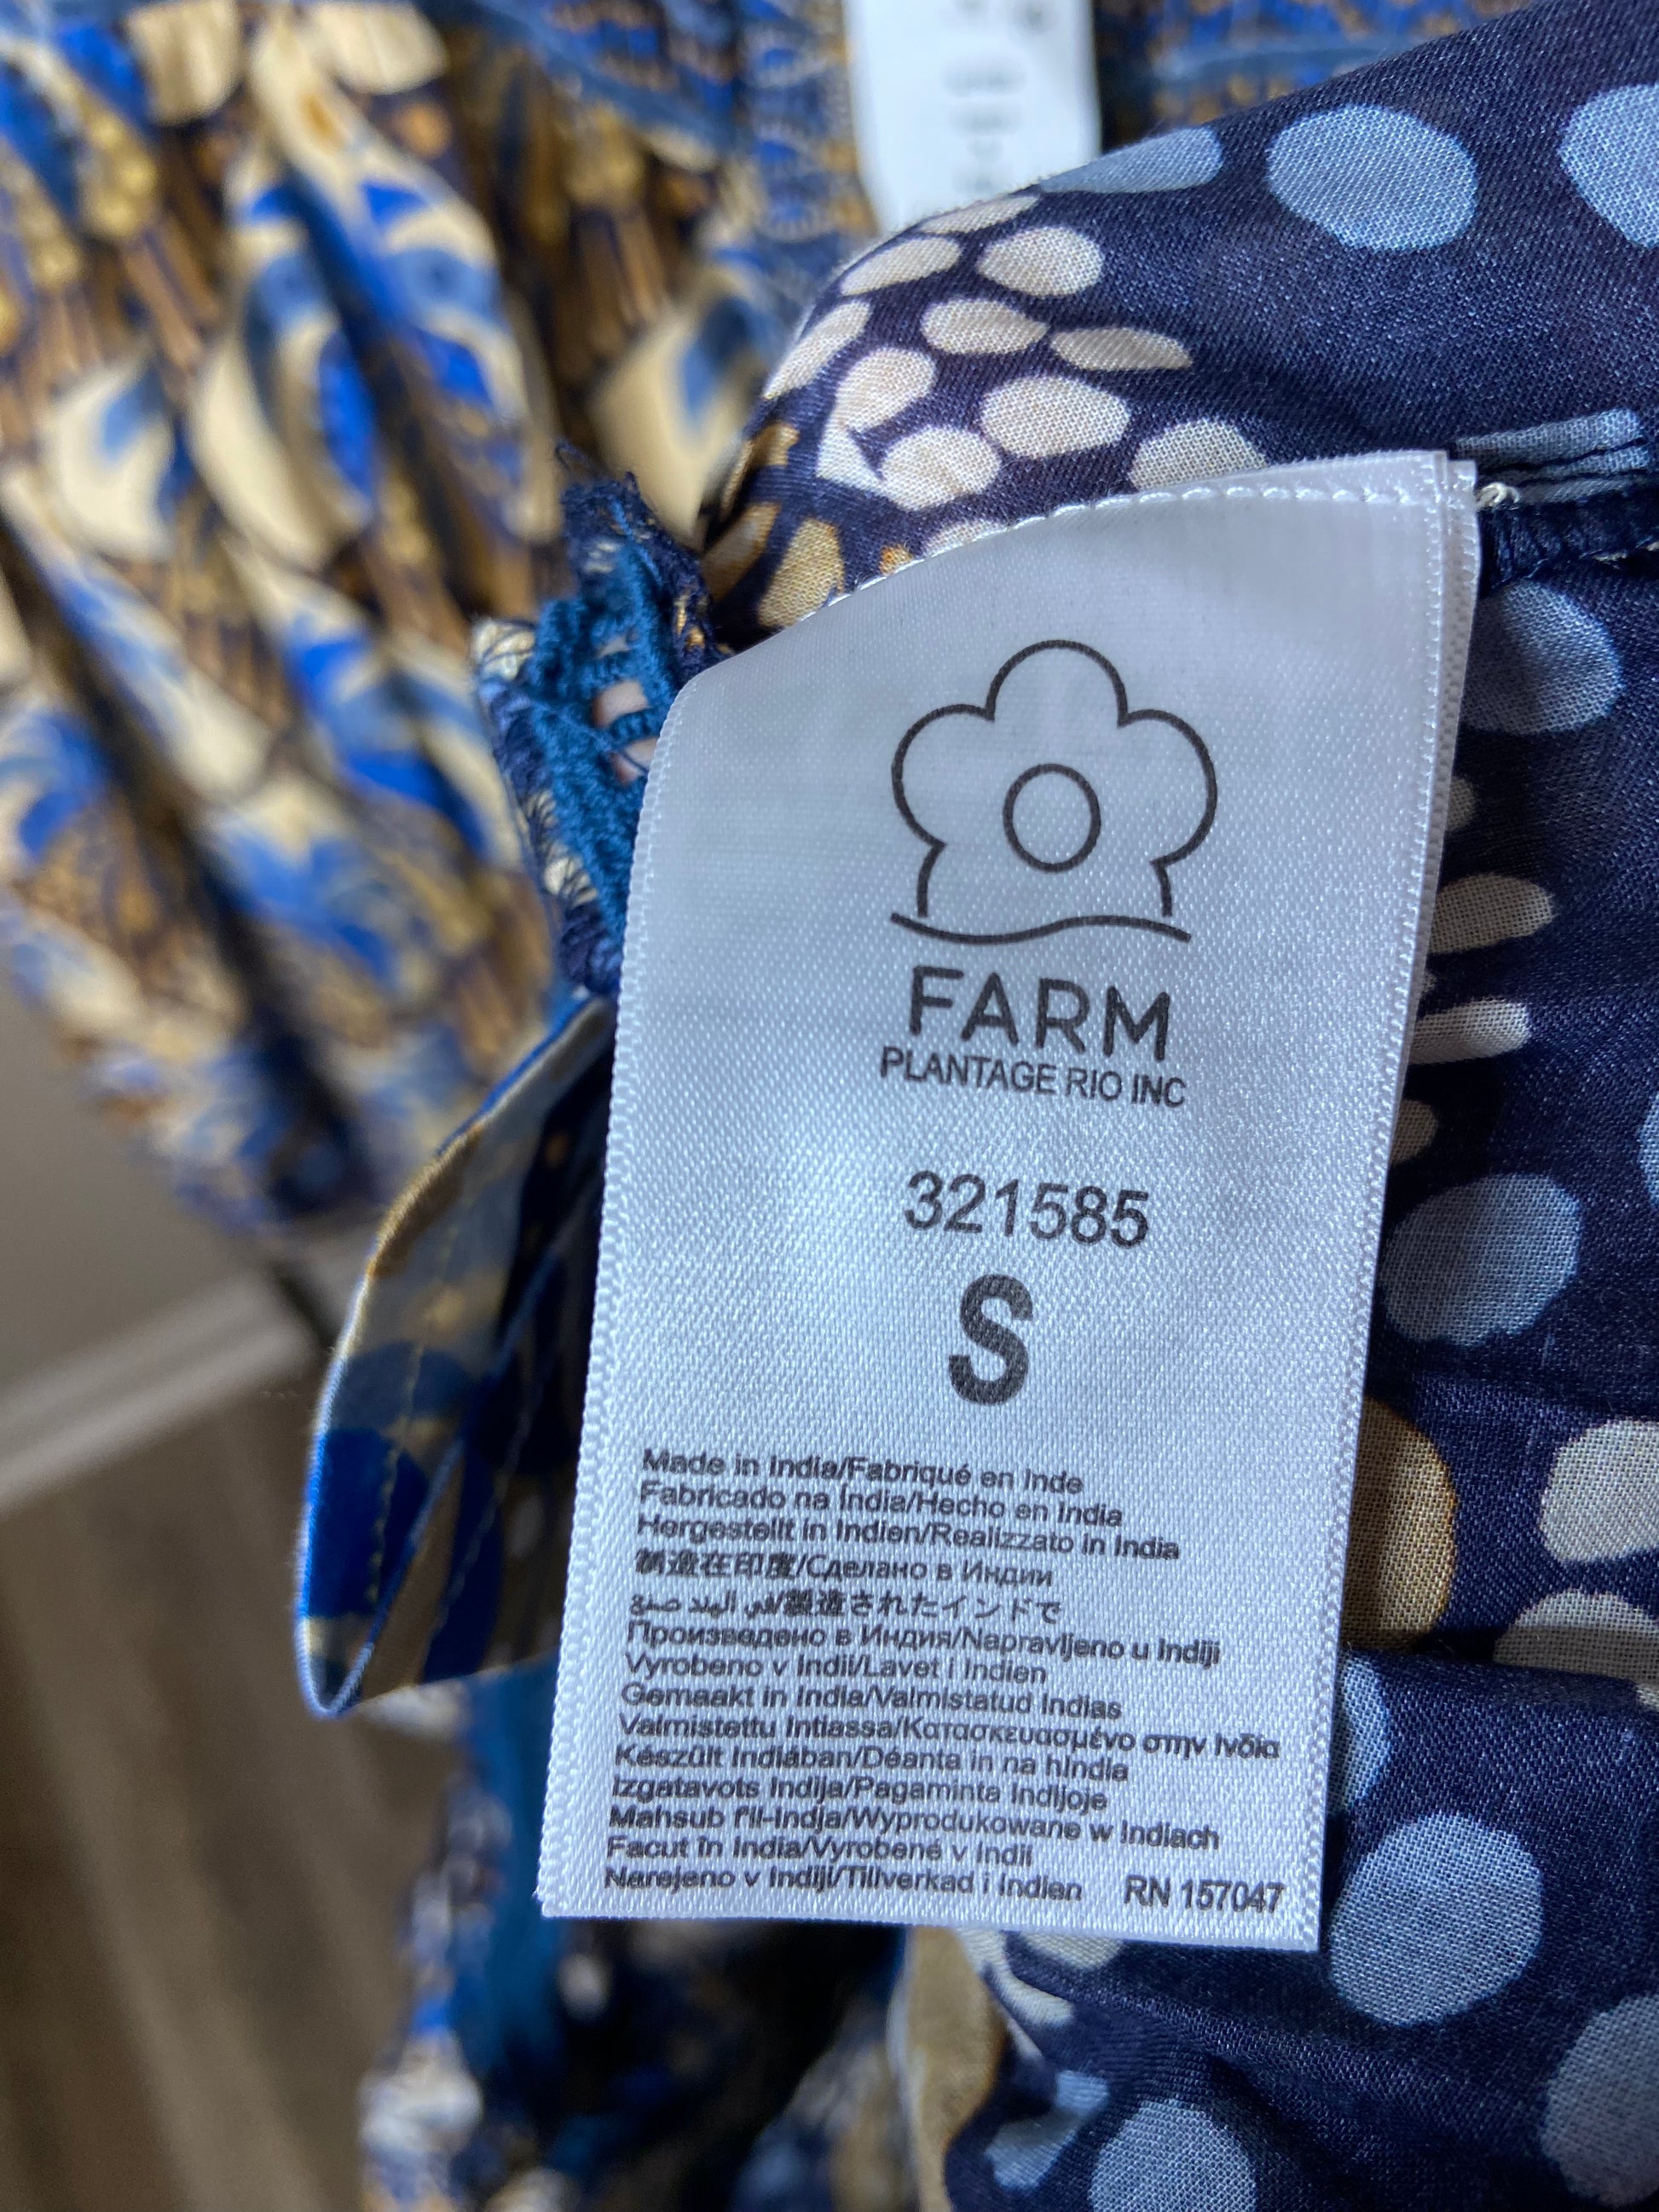 FARM
PLANTAGE RIO INC
321585
S
Made in India/Fabriqué en Inde
Fabricado na Índia/Hecho en India
Hergestellt in Indien/Realizzato in India
製造在印度/Сделано в Индии
في الهند صنع/製造されたインドで
Произведено в Индия/Napravljeno u Indiji
Vyrobeno v Indii/Lavet i Indien
Gemaakt in India/Valmistatud Indias
Valmistettu Intiassa/Κατασκευασμένο στην Ινδία
Készült Indiában/Déanta in na hIndia
Izgatavots Indija/Pagaminta Indijoje
Mahsub f'il-Indja/Wyprodukowane w Indiach
Facut în India/Vyrobené v Indii
Narejeno v Indiji/Tillverkad i Indien RN 157047